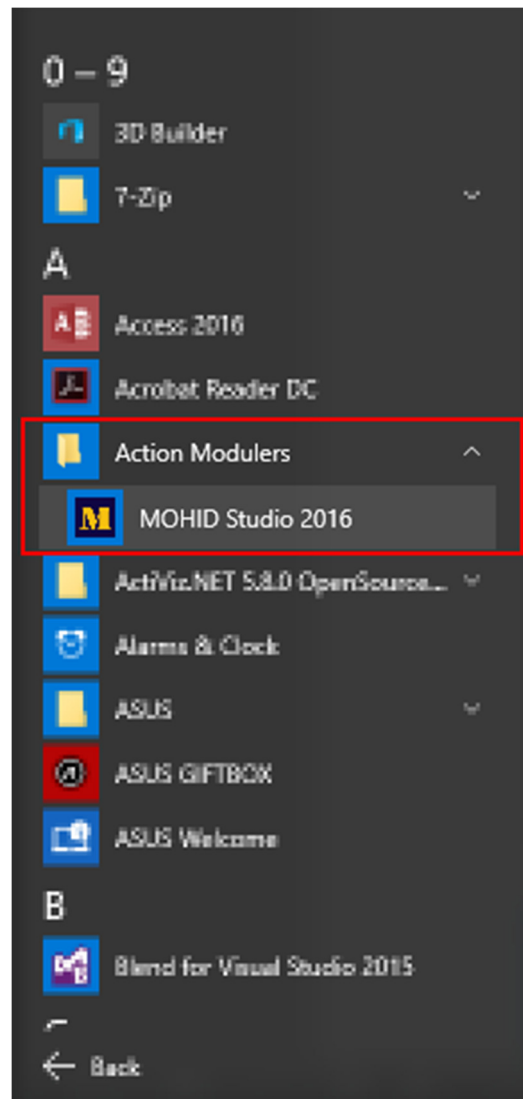 0 – 9
3D Builder
7-Zip
A
Access 2016
Acrobat Reader DC
Action Modulers
M MOHID Studio 2016
ActiViz.NET 5.8.0 OpenSource...
Alarms & Clock
ASUS
ASUS GIFTBOX
ASUS Welcome
B
Blend for Visual Studio 2015
Back